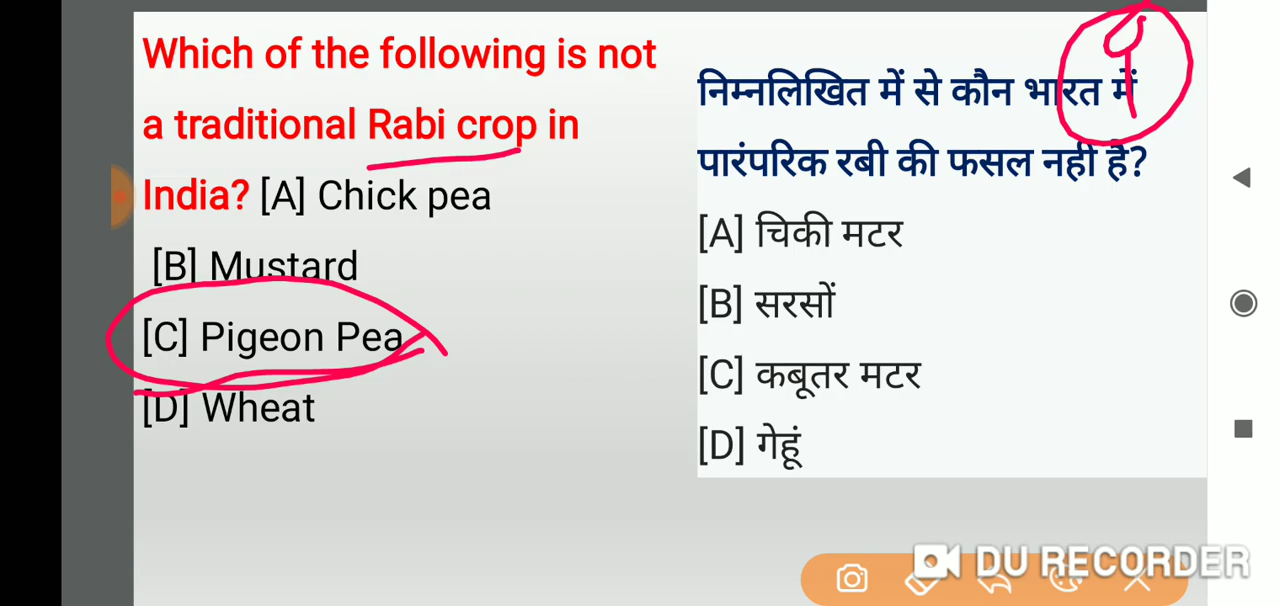 Which of the following is not
a traditional Rabi crop in
India? [A] Chick pea
[B] Mustard
[C] Pigeon Pea
[D] Wheat
निम्नलिखित में से कौन भारत में
पारंपरिक रबी की फसल नही है?
[A] चिकी मटर
[B] सरसों
[C] कबूतर मटर
[D] गेहूं
9
DU RECORDER